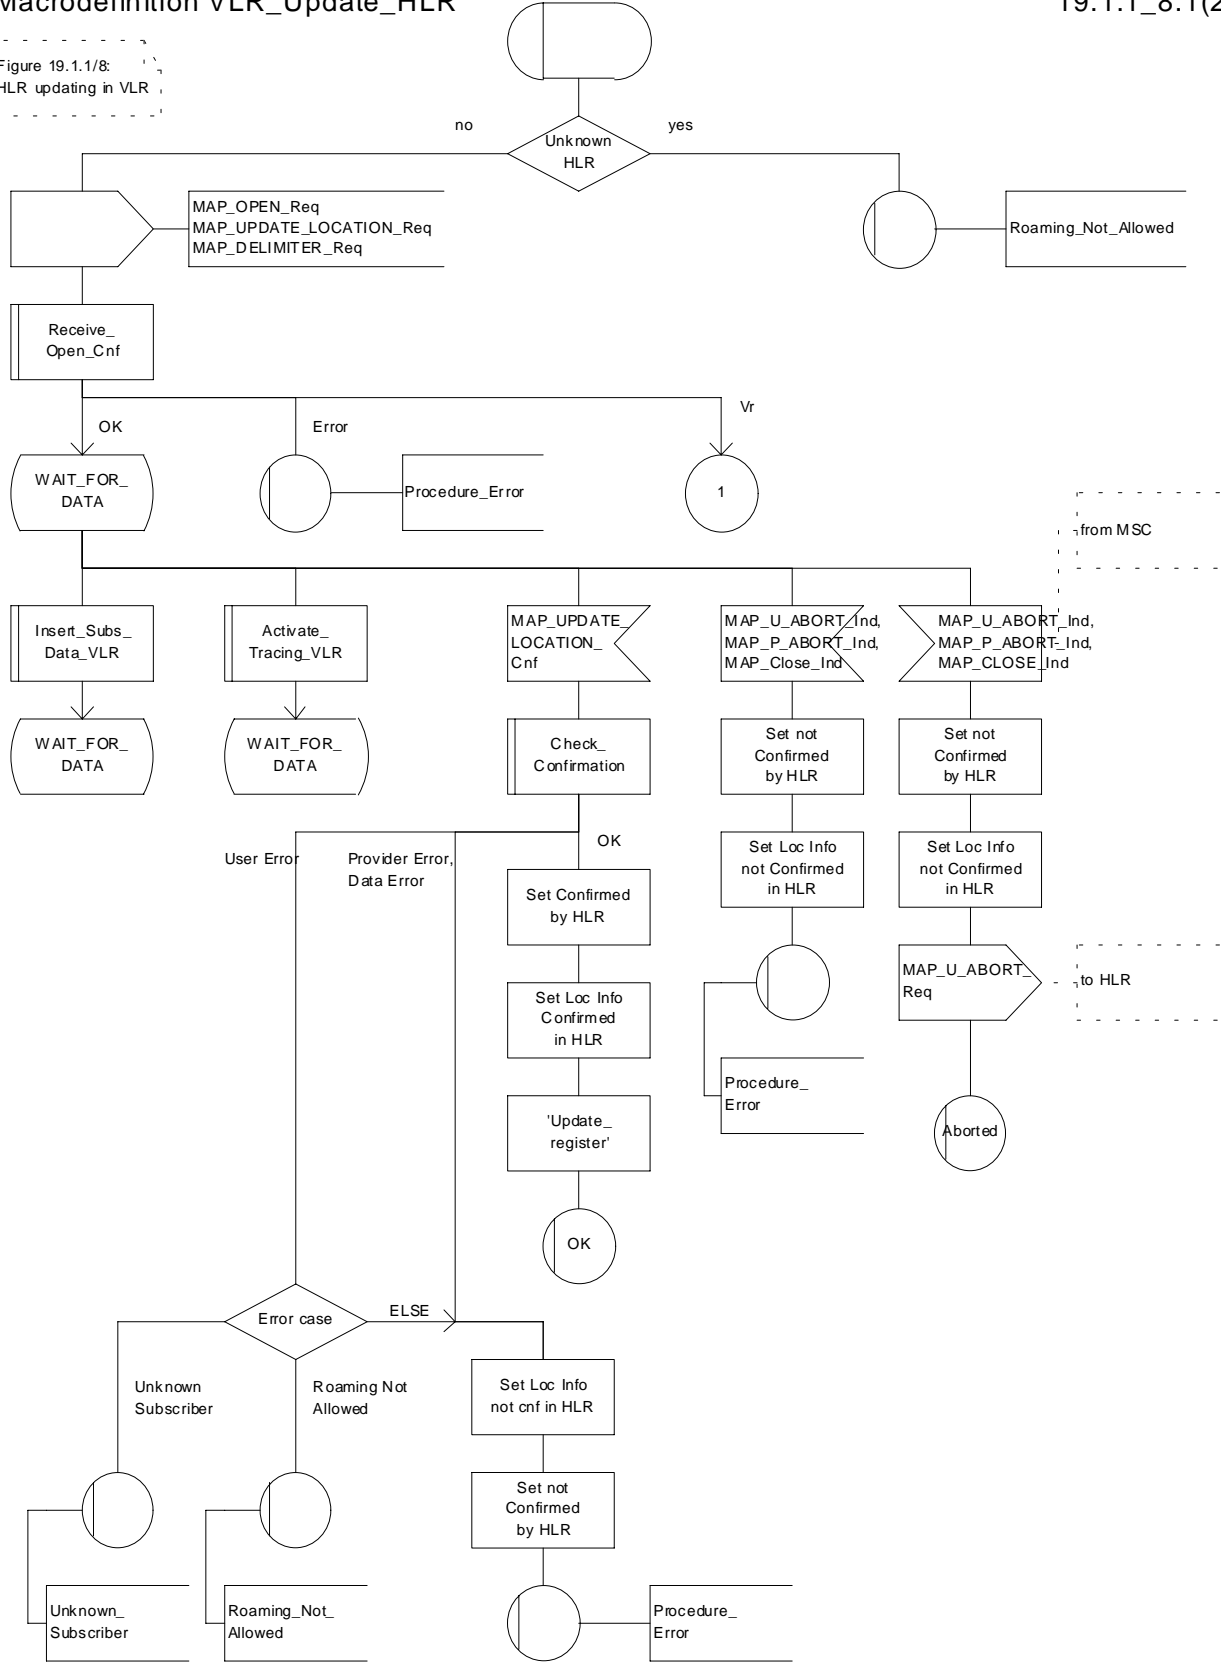 Macrodefinition VLR_Update_HLR
19.1.1_8.1(2
Figure 19.1.1/8:
HLR updating in VLR
no
yes
Unknown
HLR
MAP_OPEN_Req
MAP_UPDATE_LOCATION_Req
MAP_DELIMITER_Req
Roaming_Not_Allowed
Receive_
Open_Cnf
OK
Error
Vr
WAIT_FOR_
DATA
Procedure_Error
1
from MSC
Insert_Subs_
Data_VLR
Activate_
Tracing_VLR
MAP_UPDATE_
LOCATION_
Cnf
MAP_U_ABORT_Ind,
MAP_P_ABORT_Ind,
MAP_Close_Ind
MAP_U_ABORT_Ind,
MAP_P_ABORT_Ind,
MAP_CLOSE_Ind
WAIT_FOR_
DATA
WAIT_FOR_
DATA
Check_
Confirmation
Set not
Confirmed
by HLR
Set not
Confirmed
by HLR
User Error
Provider Error,
Data Error
OK
Set Loc Info
not Confirmed
in HLR
Set Loc Info
not Confirmed
in HLR
Set Confirmed
by HLR
MAP_U_ABORT_
Req
to HLR
Set Loc Info
Confirmed
in HLR
Procedure_
Error
'Update_
register'
Aborted
OK
Error case
ELSE
Unknown
Subscriber
Roaming Not
Allowed
Set Loc Info
not cnf in HLR
Set not
Confirmed
by HLR
Unknown_
Subscriber
Roaming_Not_
Allowed
Procedure_
Error